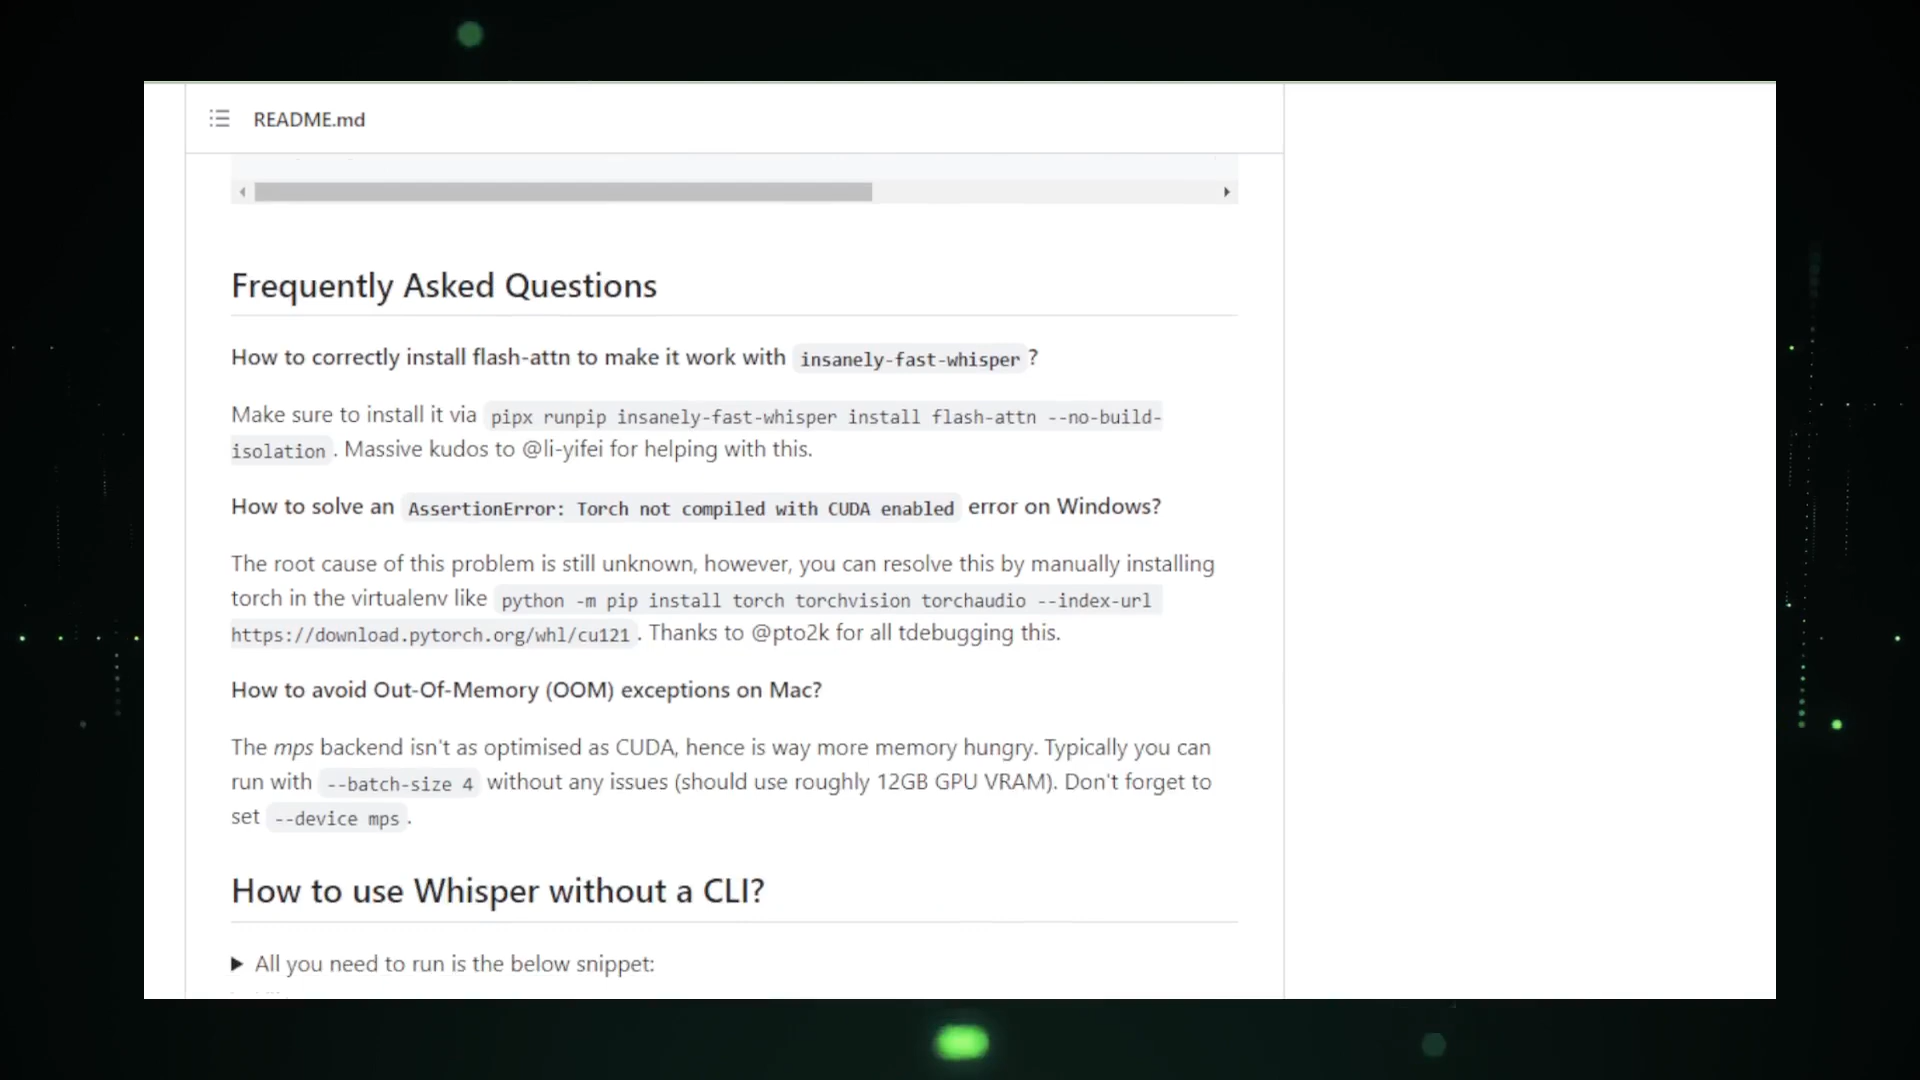 README.md
Frequently Asked Questions
How to correctly install flash-attn to make it work with insanely-fast-whisper ?
Make sure to install it via pipx runpip insanely-fast-whisper install flash-attn --no-build-
isolation . Massive kudos to @li-yifei for helping with this.
How to solve an AssertionError: Torch not compiled with CUDA enabled error on Windows?
The root cause of this problem is still unknown, however, you can resolve this by manually installing
torch in the virtualenv like python -m pip install torch torchvision torchaudio --index-url
https://download.pytorch.org/whl/cu121 . Thanks to @pto2k for all tdebugging this.
How to avoid Out-Of-Memory (OOM) exceptions on Mac?
The mps backend isn't as optimised as CUDA, hence is way more memory hungry. Typically you can
run with --batch-size 4 without any issues (should use roughly 12GB GPU VRAM). Don't forget to
set --device mps .
How to use Whisper without a CLI?
All you need to run is the below snippet: